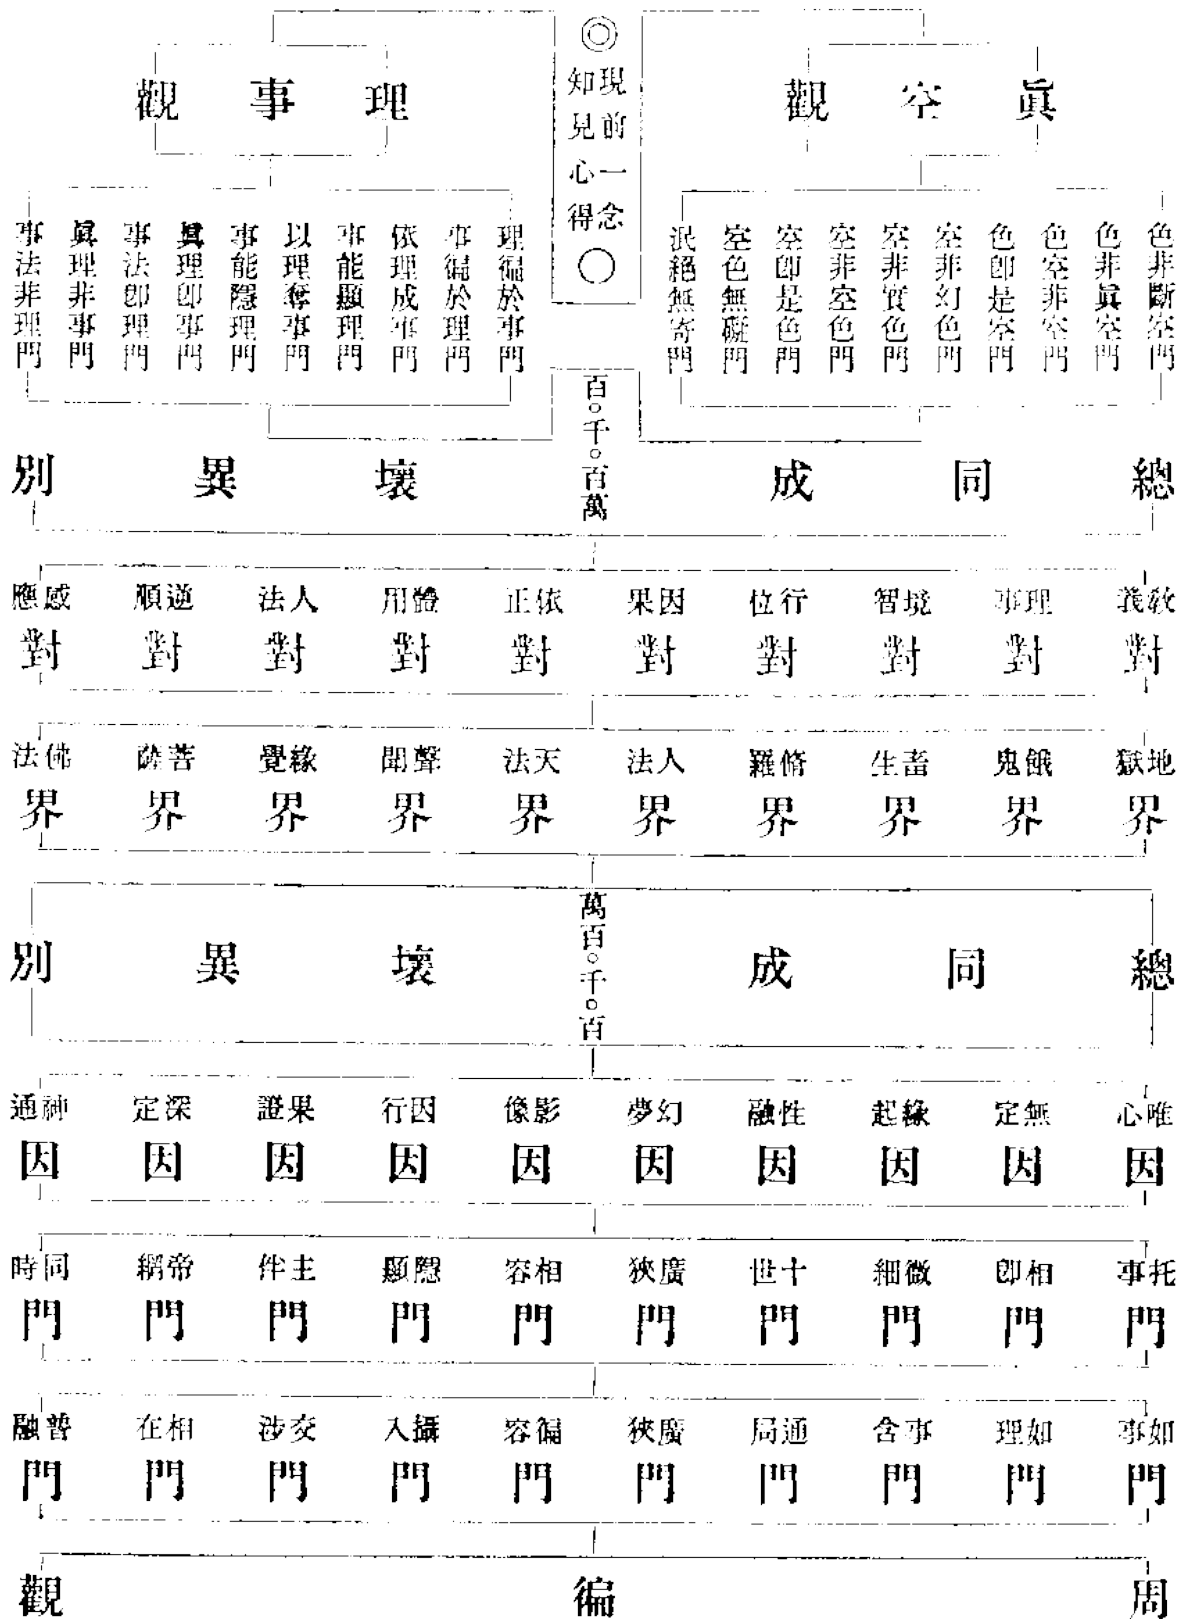 ◎
現前一念
知見心得
○
眞空觀
色非斷空門
色非眞空門
色空非空門
色卽是空門
空非幻色門
空非實色門
空非空色門
空卽是色門
空色無礙門
泯絕無寄門
理事觀
理徧於事門
事徧於理門
依理成事門
事能顯理門
以理奪事門
事能隱理門
眞理卽事門
事法卽理門
眞理非事門
事法非理門
百。千。百萬
總同成壞異別
教義對
理事對
境智對
行位對
因果對
依正對
體用對
人法對
逆順對
感應對
地獄界
餓鬼界
畜生界
脩羅界
人法界
天法界
聲聞界
緣覺界
菩薩界
佛法界
萬百。千。百
總同成壞異別
唯心因
無定因
緣起因
性融因
幻夢因
影像因
因行因
果證因
深定因
神通因
托事門
相卽門
微細門
十世門
廣狹門
相容門
隱顯門
主伴門
帝網門
同時門
如事門
如理門
事含門
通局門
廣狹門
徧容門
攝入門
交涉門
相在門
普融門
周徧觀